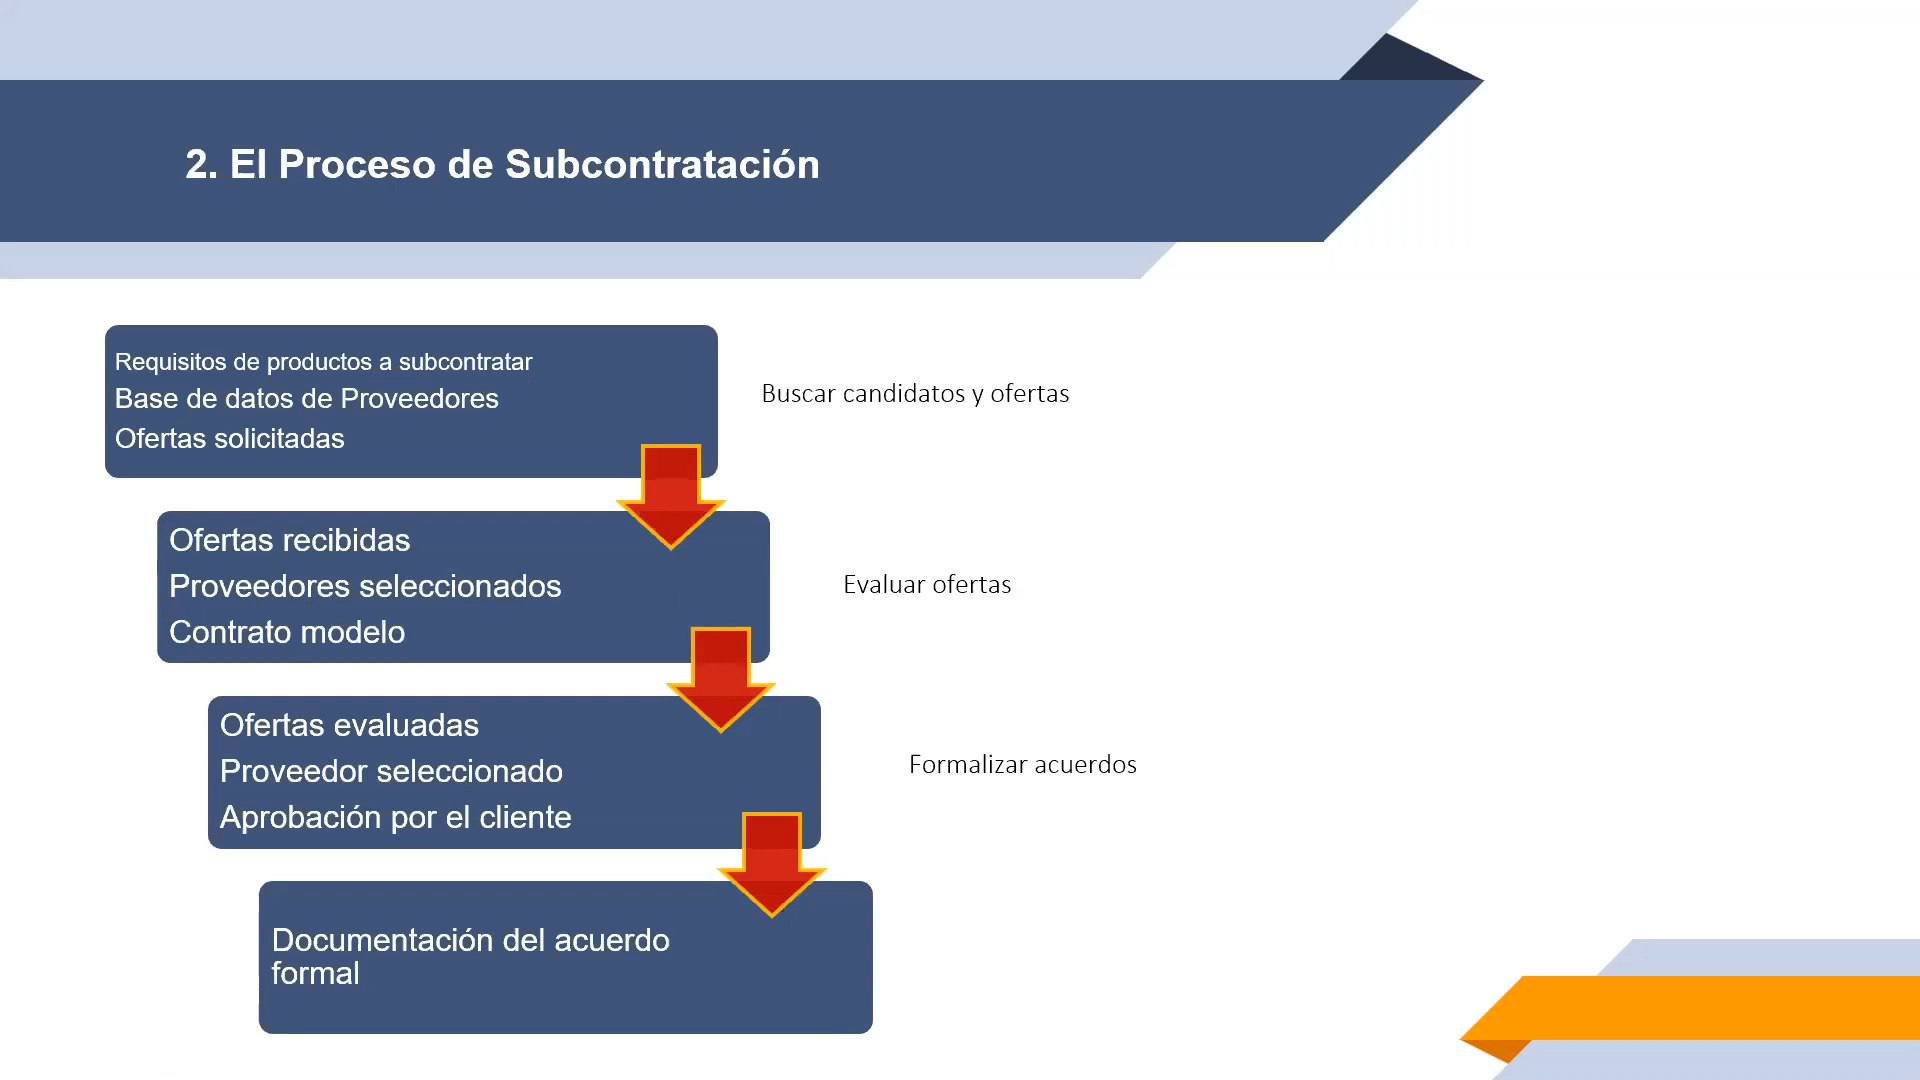 2. El Proceso de Subcontratación
Requisitos de productos a subcontratar
Base de datos de Proveedores
Ofertas solicitadas
Buscar candidatos y ofertas
Ofertas recibidas
Proveedores seleccionados
Contrato modelo
Evaluar ofertas
Ofertas evaluadas
Proveedor seleccionado
Aprobación por el cliente
Formalizar acuerdos
Documentación del acuerdo
formal